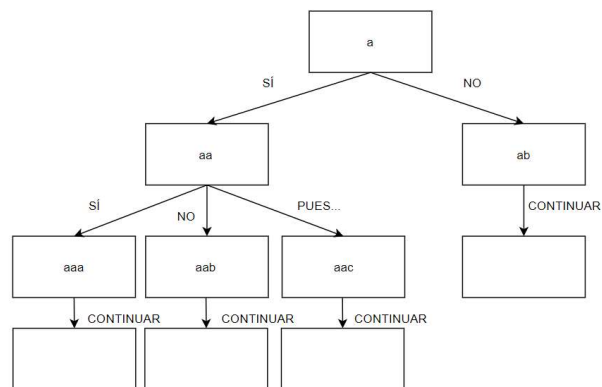 a
SÍ
NO
aa
ab
SÍ
NO
PUES...
CONTINUAR
aaa
aab
aac
CONTINUAR
CONTINUAR
CONTINUAR